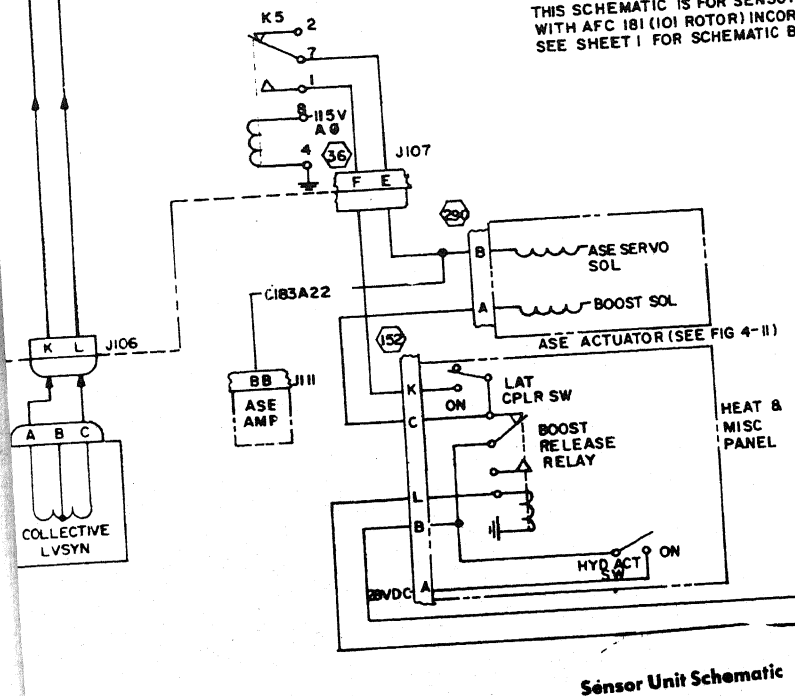 THIS SCHEMATIC IS FOR
WITH AFC 181 (101 ROTOR)
SEE SHEET 1 FOR SCHEMATIC B
K5
2
7
1
8
115V
A Ø
4
36
J107
F E
290
B
ASE SERVO
SOL
A
BOOST SOL
C183A22
ASE ACTUATOR (SEE FIG 4-11)
152
K L
J106
BB
J111
ASE
AMP
K
LAT
CPLR SW
ON
C
BOOST
RELEASE
RELAY
HEAT &
MISC
PANEL
A B C
COLLECTIVE
LVSYN
L
B
HYD ACT
SW
ON
28VDC
A
Sensor Unit Schematic